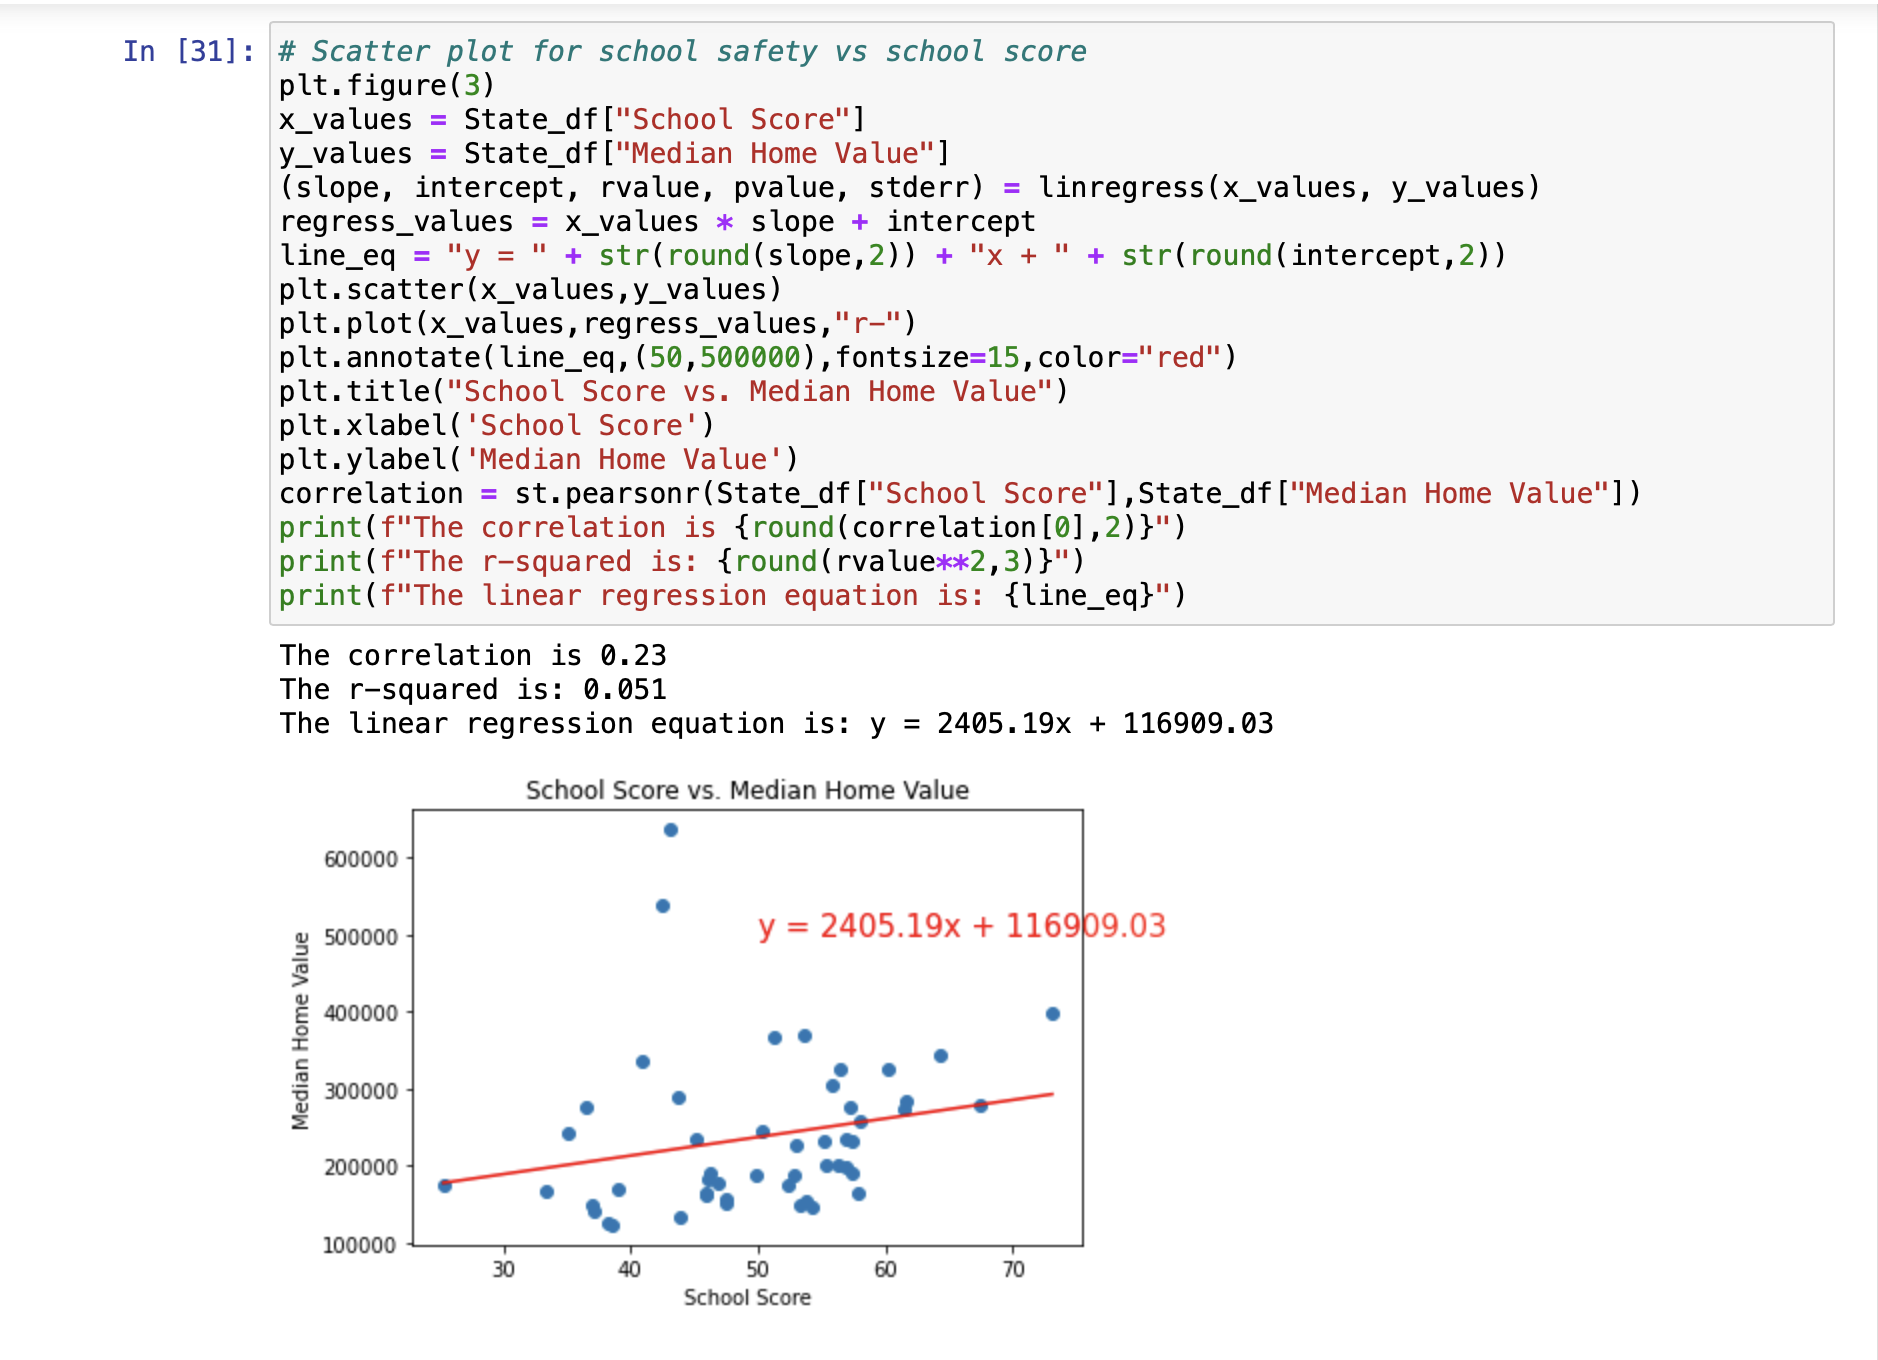 In [31]:
# Scatter plot for school safety vs school score
plt.figure(3)
x_values = State_df["School Score"]
y_values = State_df["Median Home Value"]
(slope, intercept, rvalue, pvalue, stderr) = linregress(x_values, y_values)
regress_values = x_values * slope + intercept
line_eq = "y = " + str(round(slope,2)) + "x + " + str(round(intercept,2))
plt.scatter(x_values,y_values)
plt.plot(x_values,regress_values,"r-")
plt.annotate(line_eq,(50,500000),fontsize=15,color="red")
plt.title("School Score vs. Median Home Value")
plt.xlabel('School Score')
plt.ylabel('Median Home Value')
correlation = st.pearsonr(State_df["School Score"],State_df["Median Home Value"])
print(f"The correlation is {round(correlation[0],2)}")
print(f"The r-squared is: {round(rvalue**2,3)}")
print(f"The linear regression equation is: {line_eq}")
The correlation is 0.23
The r-squared is: 0.051
The linear regression equation is: y = 2405.19x + 116909.03
School Score vs. Median Home Value
600000
500000
400000
300000
200000
100000
Median Home Value
y = 2405.19x + 116909.03
30 40 50 60 70
School Score